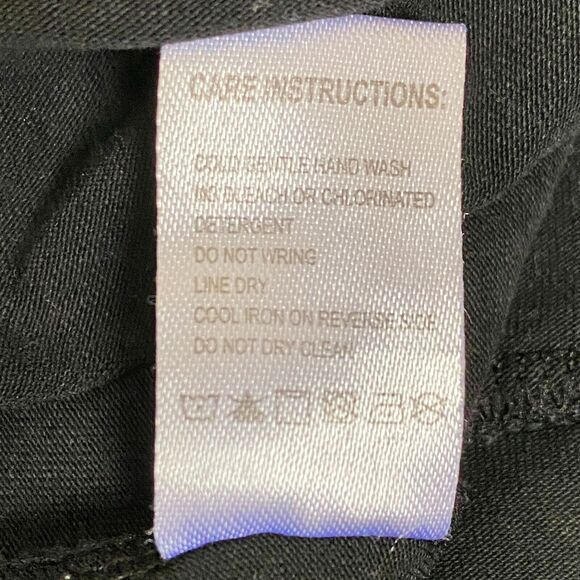 CARE INSTRUCTIONS:
COLD GENTLE HAND WASH
NO BLEACH OR CHLORINATED
DETERGENT
DO NOT WRING
LINE DRY
COOL IRON ON REVERSE SIDE
DO NOT DRY CLEAN